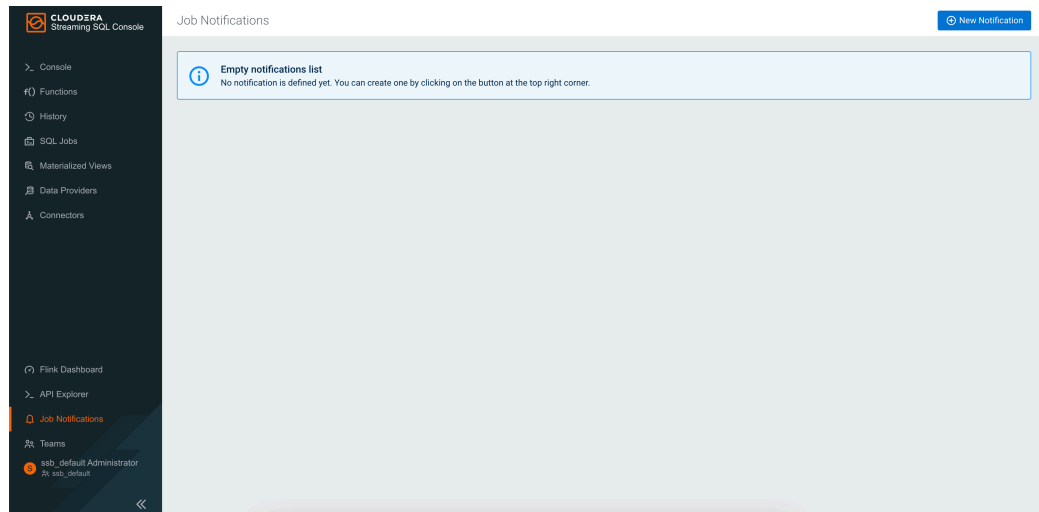 CLOUDERA
Streaming SQL Console
Job Notifications
New Notification
Empty notifications list
No notification is defined yet. You can create one by clicking on the button at the top right corner.
>_ Console
f() Functions
History
SQL Jobs
Materialized Views
Data Providers
Connectors
Flink Dashboard
>_ API Explorer
Job Notifications
Teams
S ssb_default Administrator
ssb_default